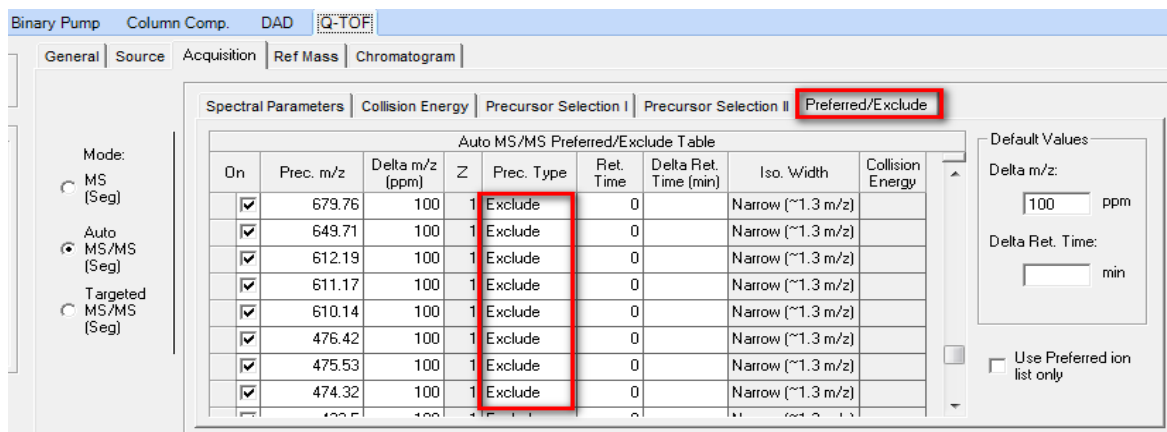 Binary Pump Column Comp. DAD Q-TOF
General Source Acquisition Ref Mass Chromatogram
Spectral Parameters Collision Energy Precursor Selection I Precursor Selection II Preferred/Exclude
Mode:
MS
(Seg)
Auto
MS/MS
(Seg)
Targeted
MS/MS
(Seg)
Auto MS/MS Preferred/Exclude Table
On Prec. m/z Delta m/z (ppm) Z Prec. Type Ret. Time Delta Ret. Time (min) Iso. Width Collision Energy
679.76 100 1 Exclude 0 Narrow (~1.3 m/z)
649.71 100 1 Exclude 0 Narrow (~1.3 m/z)
612.19 100 1 Exclude 0 Narrow (~1.3 m/z)
611.17 100 1 Exclude 0 Narrow (~1.3 m/z)
610.14 100 1 Exclude 0 Narrow (~1.3 m/z)
476.42 100 1 Exclude 0 Narrow (~1.3 m/z)
475.53 100 1 Exclude 0 Narrow (~1.3 m/z)
474.32 100 1 Exclude 0 Narrow (~1.3 m/z)
Default Values
Delta m/z:
100 ppm
Delta Ret. Time:
min
Use Preferred ion
list only